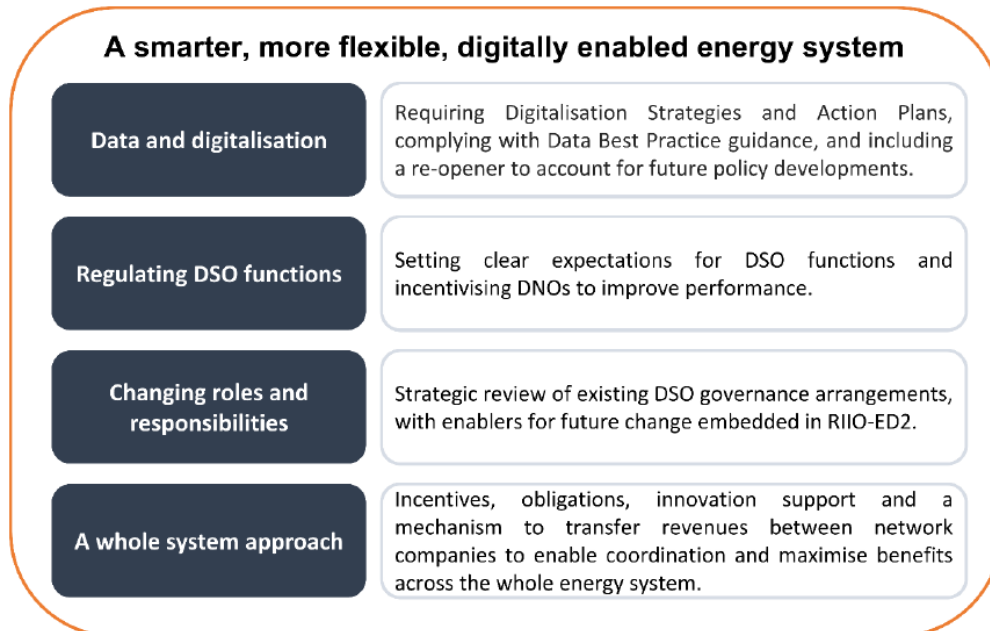 A smarter, more flexible, digitally enabled energy system
Data and digitalisation
Requiring Digitalisation Strategies and Action Plans,
complying with Data Best Practice guidance, and including
a re-opener to account for future policy developments.
Regulating DSO functions
Setting clear expectations for DSO functions and
incentivising DNOs to improve performance.
Changing roles and
responsibilities
Strategic review of existing DSO governance arrangements,
with enablers for future change embedded in RIIO-ED2.
A whole system approach
Incentives, obligations, innovation support and a
mechanism to transfer revenues between network
companies to enable coordination and maximise benefits
across the whole energy system.